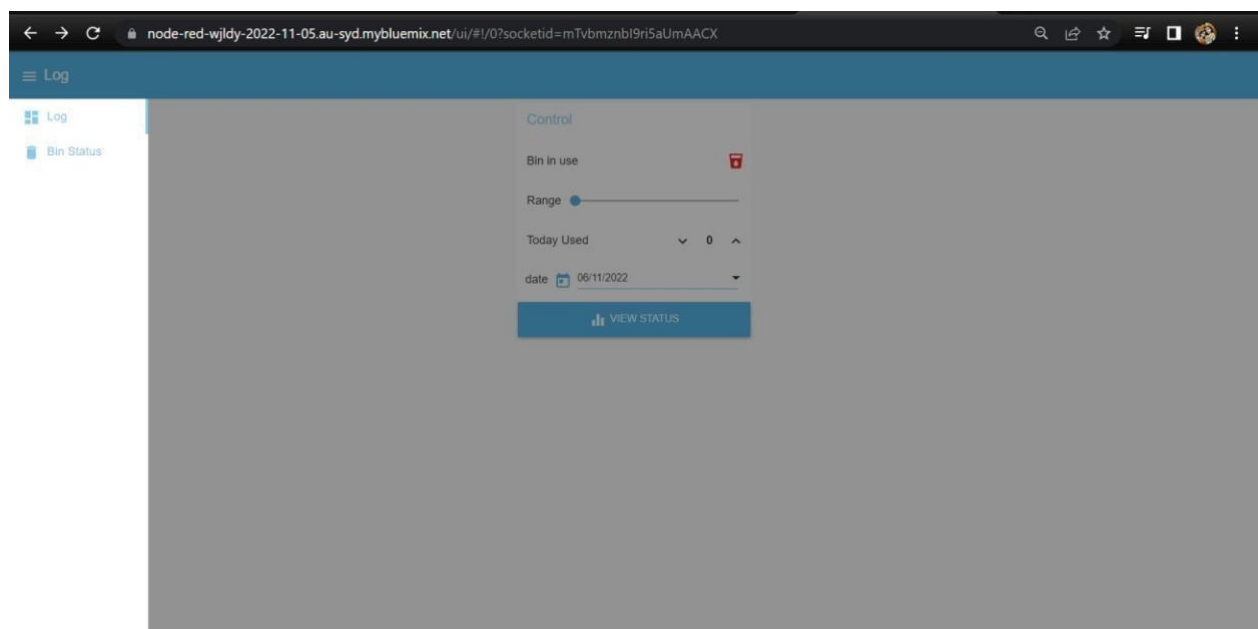 node-red-wjldy-2022-11-05.au-syd.mybluemix.net/ui/#!/0?socketid=mTvbmznbI9ri5aUmAACX
Log
Log
Bin Status
Control
Bin in use
Range
Today Used 0
date 06/11/2022
VIEW STATUS